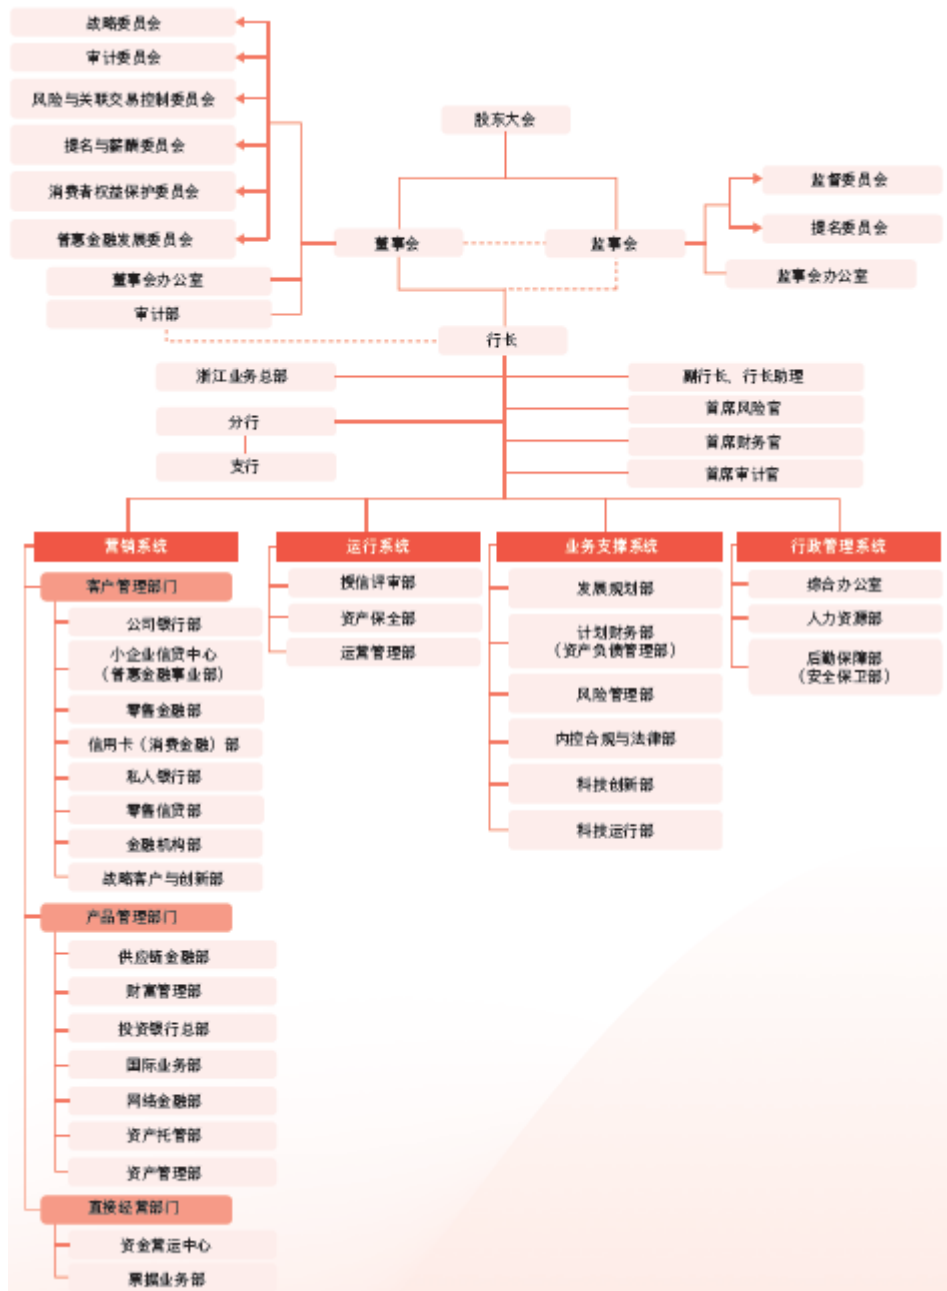 战略委员会
审计委员会
风险与关联交易控制委员会
提名与薪酬委员会
消费者权益保护委员会
普惠金融发展委员会
董事会办公室
审计部
股东大会
董事会
监事会
监督委员会
提名委员会
监事会办公室
行长
浙江业务总部
分行
支行
副行长、行长助理
首席风险官
首席财务官
首席审计官
营销系统
客户管理部门
公司银行部
小企业信贷中心
（普惠金融事业部）
零售金融部
信用卡（消费金融）部
私人银行部
零售信贷部
金融机构部
战略客户与创新部
产品管理部门
供应链金融部
财富管理部
投资银行总部
国际业务部
网络金融部
资产托管部
资产管理部
直接经营部门
资金营运中心
票据业务部
运行系统
授信评审部
资产保全部
运营管理部
业务支撑系统
发展规划部
计划财务部
（资产负债管理部）
风险管理部
内控合规与法律部
科技创新部
科技运行部
行政管理系统
综合办公室
人力资源部
后勤保障部
（安全保卫部）